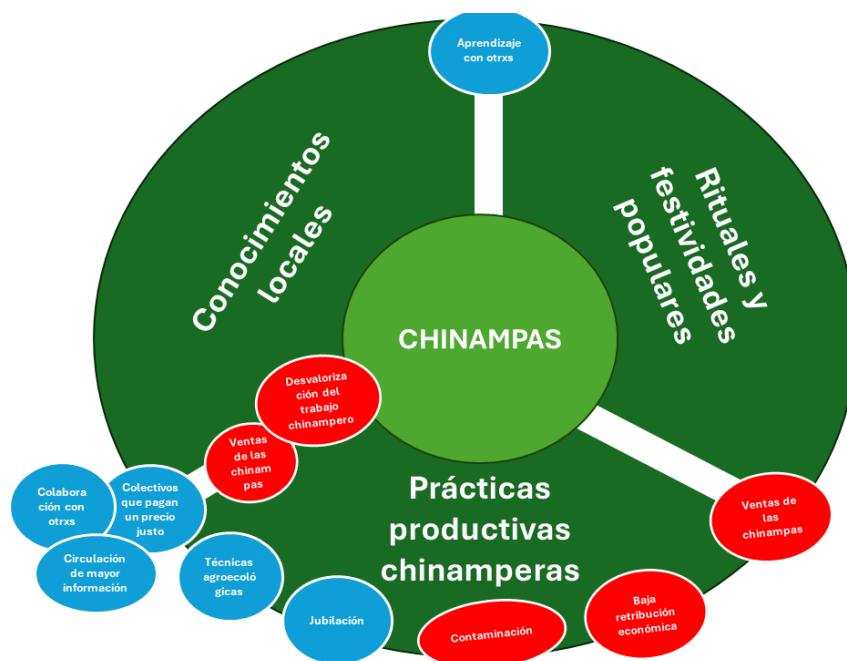 Aprendizaje
con otrxs
Conocimientos
locales
Rituales y
festividades
populares
CHINAMPAS
Desvaloriza
ción del
trabajo
chinampero
Ventas
de las
chinam
pas
Colabora
ción con
otrxs
Colectivos
que pagan
un precio
justo
Circulación
de mayor
información
Técnicas
agroecoló
gicas
Jubilación
Prácticas
productivas
chinamperas
Contaminación
Baja
retribución
económica
Ventas de
las
chinampas